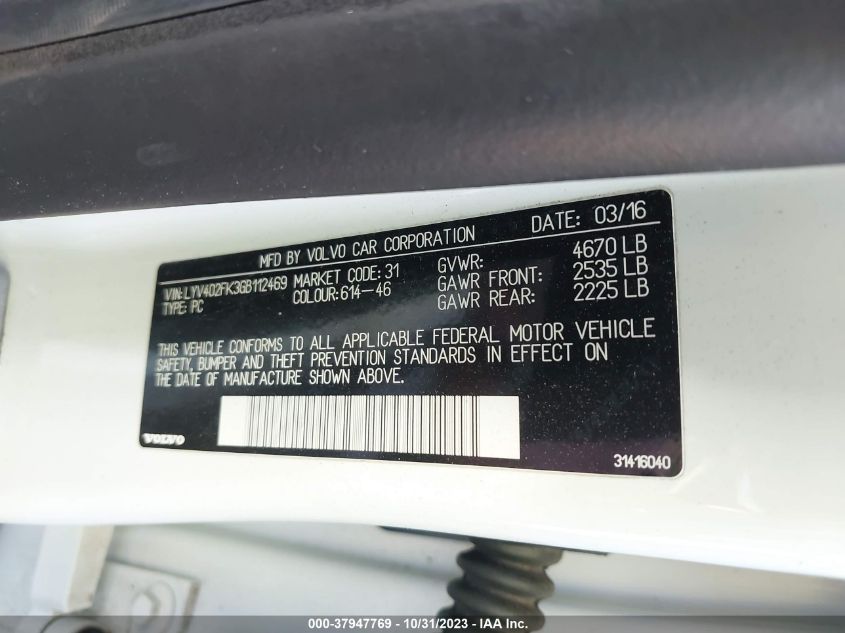 MFD BY VOLVO CAR CORPORATION DATE: 03/16
VIN: LYV402FK3GB112469 MARKET CODE: 31 GVWR: 4670 LB
TYPE: PC COLOUR: 614-46 GAWR FRONT: 2535 LB
GAWR REAR: 2225 LB
THIS VEHICLE CONFORMS TO ALL APPLICABLE FEDERAL MOTOR VEHICLE
SAFETY, BUMPER AND THEFT PREVENTION STANDARDS IN EFFECT ON
THE DATE OF MANUFACTURE SHOWN ABOVE.
VOLVO
31416040
000-37947769 - 10/31/2023 - IAA Inc.